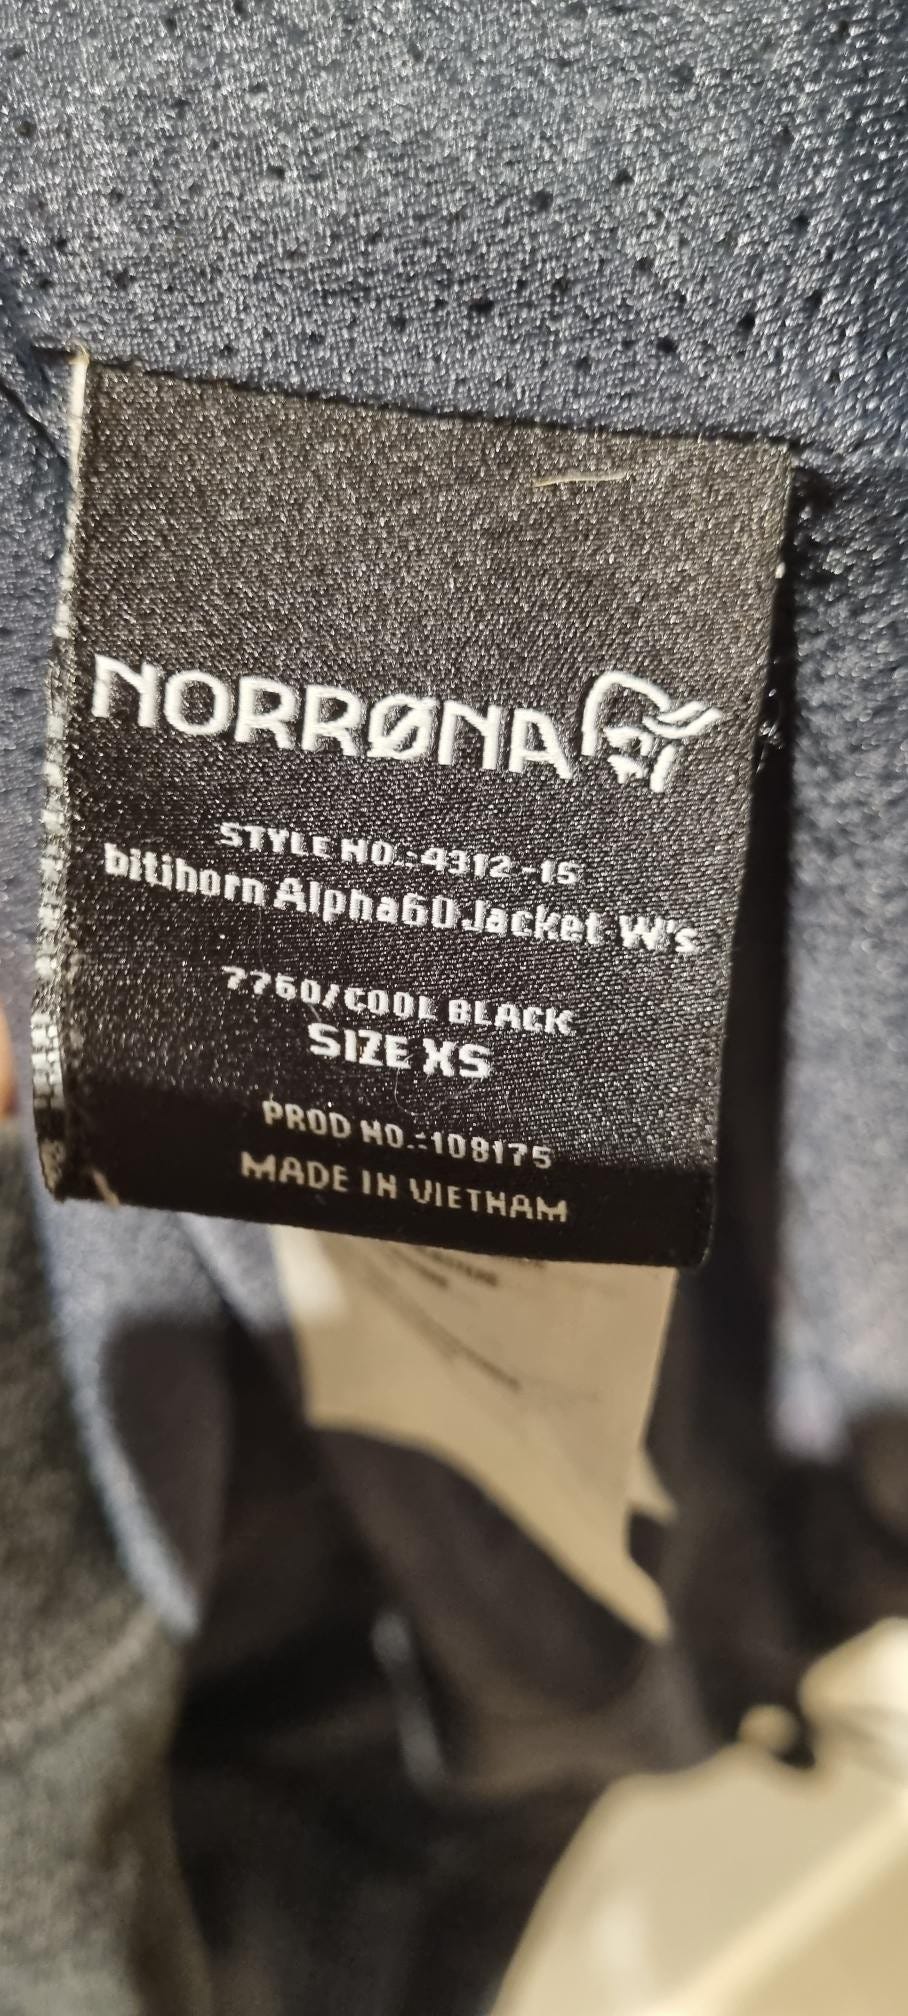 NORRØNA
STYLE NO.:4312-15
bitihorn Alpha60 Jacket W's
7760/COOL BLACK
SIZE XS
PROD NO.:108175
MADE IN VIETNAM